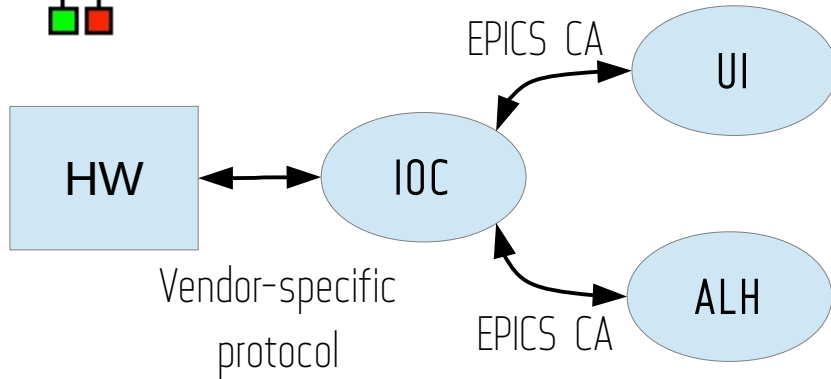 EPICS CA
UI
HW
IOC
Vendor-specific
protocol
ALH
EPICS CA